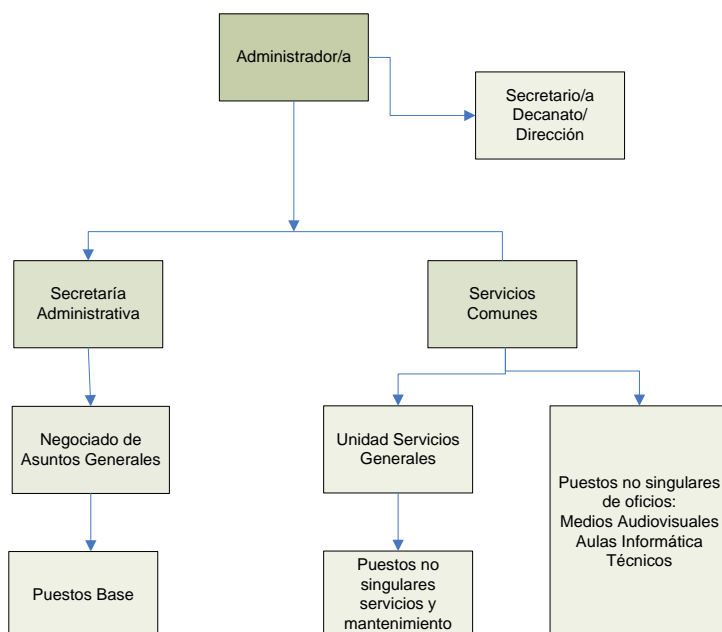 Administrador/a
Secretario/a
Decanato/
Dirección
Secretaría
Administrativa
Servicios
Comunes
Negociado de
Asuntos Generales
Unidad Servicios
Generales
Puestos no singulares
de oficios:
Medios Audiovisuales
Aulas Informática
Técnicos
Puestos Base
Puestos no
singulares
servicios y
mantenimiento